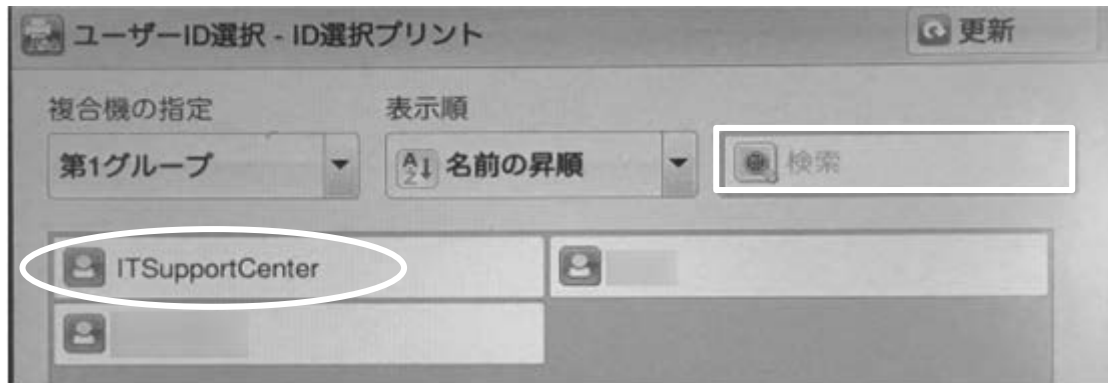 ユーザーID選択 - ID選択プリント
更新
複合機の指定
表示順
第1グループ
名前の昇順
検索
ITSupportCenter